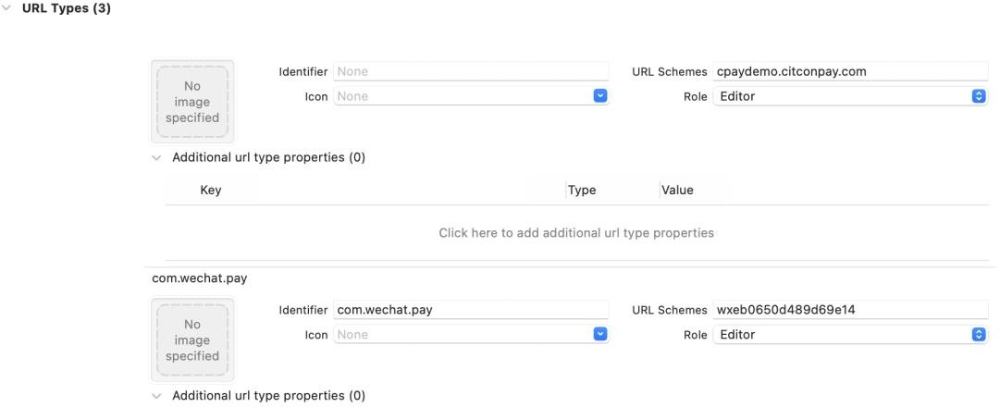 URL Types (3)
No image specified
Identifier None URL Schemes cpaydemo.citconpay.com
Icon None Role Editor
Additional url type properties (0)
Key Type Value
Click here to add additional url type properties
com.wechat.pay
No image specified
Identifier com.wechat.pay URL Schemes wxeb0650d489d69e14
Icon None Role Editor
Additional url type properties (0)